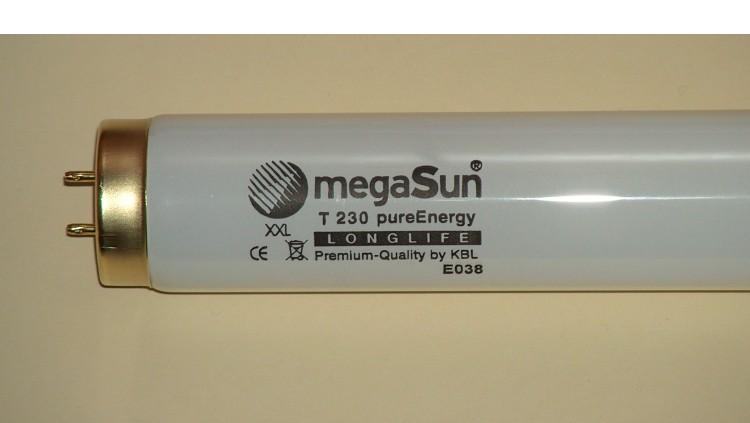 megaSun®
XXL
T 230 pureEnergy
LONGLIFE
CE
Premium-Quality by KBL
E038